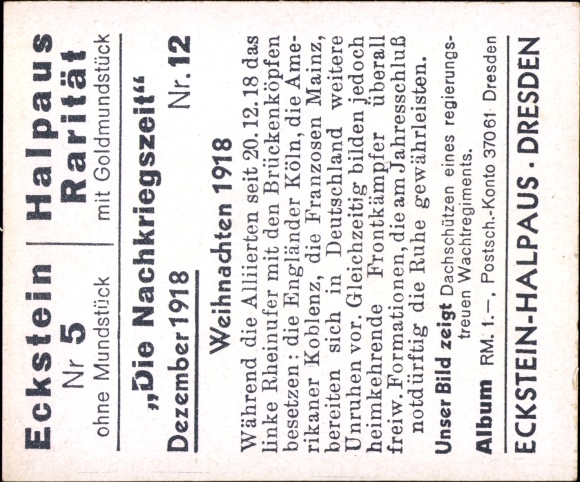 Eckstein Halpaus
Nr 5 Rarität
ohne Mundstück mit Goldmundstück
„Die Nachkriegszeit“
Dezember 1918 Nr. 12
Weihnachten 1918
Während die Alliierten seit 20. 12. 18 das
linke Rheinufer mit den Brückenköpfen
besetzen: die Engländer Köln, die Ame-
rikaner Koblenz, die Franzosen Mainz,
bereiten sich in Deutschland weitere
Unruhen vor. Gleichzeitig bilden jedoch
heimkehrende Frontkämpfer überall
freiw. Formationen, die am Jahresschluß
notdürftig die Ruhe gewährleisten.
Unser Bild zeigt Dachschützen eines regierungs-
treuen Wachtregiments.
Album RM. 1.–, Postsch.-Konto 37061 Dresden
ECKSTEIN-HALPAUS · DRESDEN